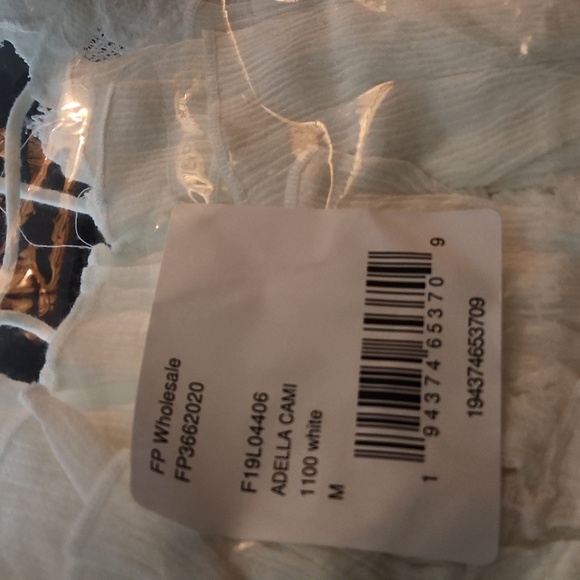 FP Wholesale
FP3662020
F19L04406
ADELLA CAMI
1100 white
M
1 94374 65370 9
194374653709